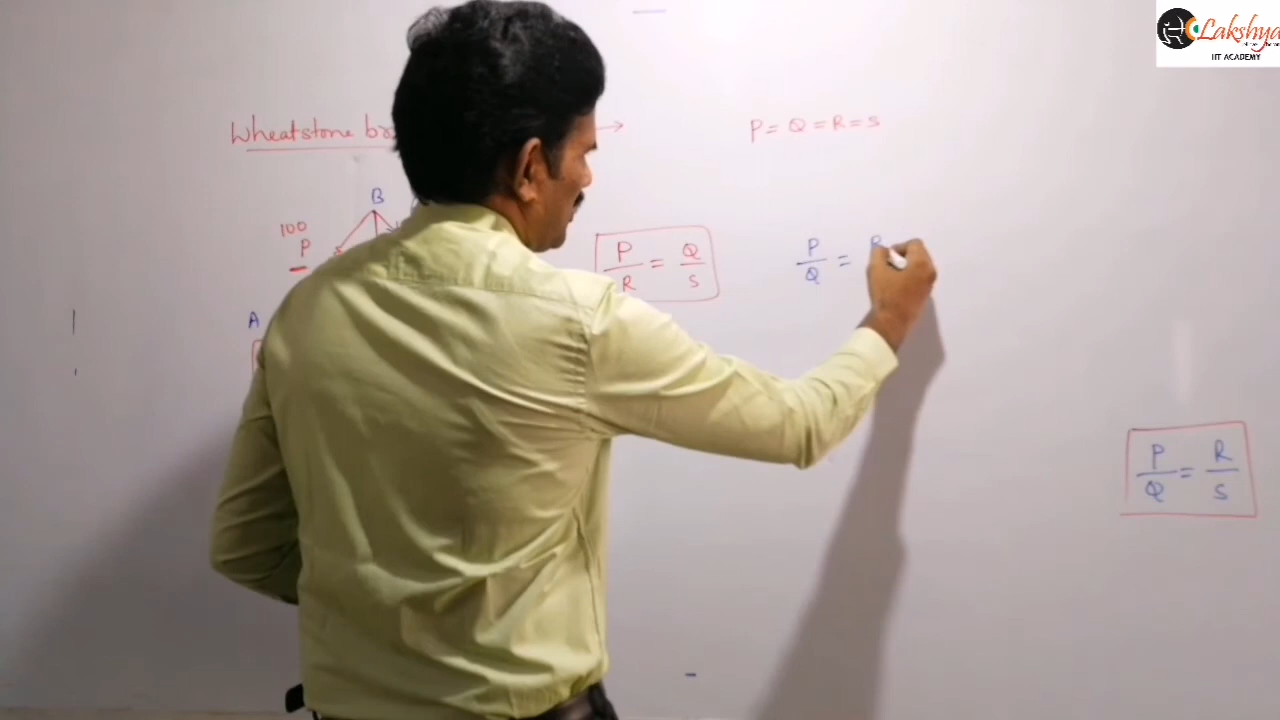 Lakshya
IIT ACADEMY
Wheatstone
P = Q = R = S
B
100
P
P/R = Q/S
P/Q = R
A
P/Q = R/S